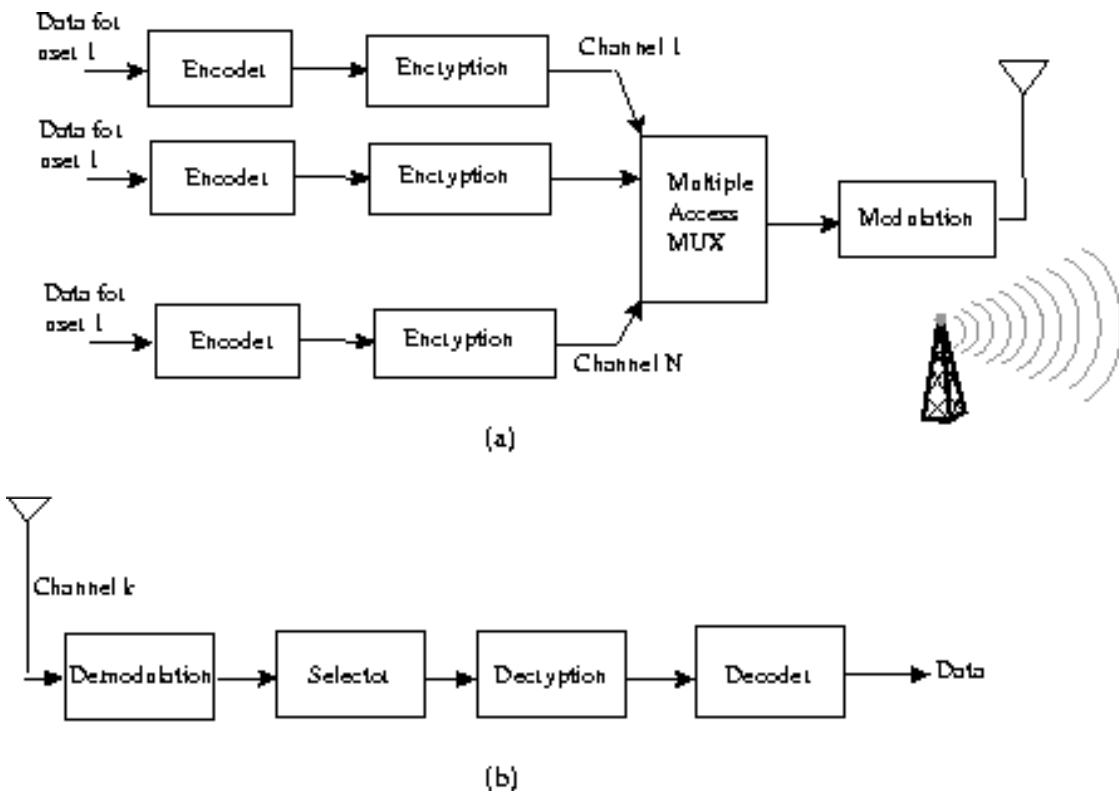 Data for
user 1
Encoder
Encryption
Channel 1
Data for
user 1
Encoder
Encryption
Multiple
Access
MUX
Modulation
Data for
user 1
Encoder
Encryption
Channel N
(a)
Channel k
Demodulation
Selector
Decryption
Decoder
Data
(b)